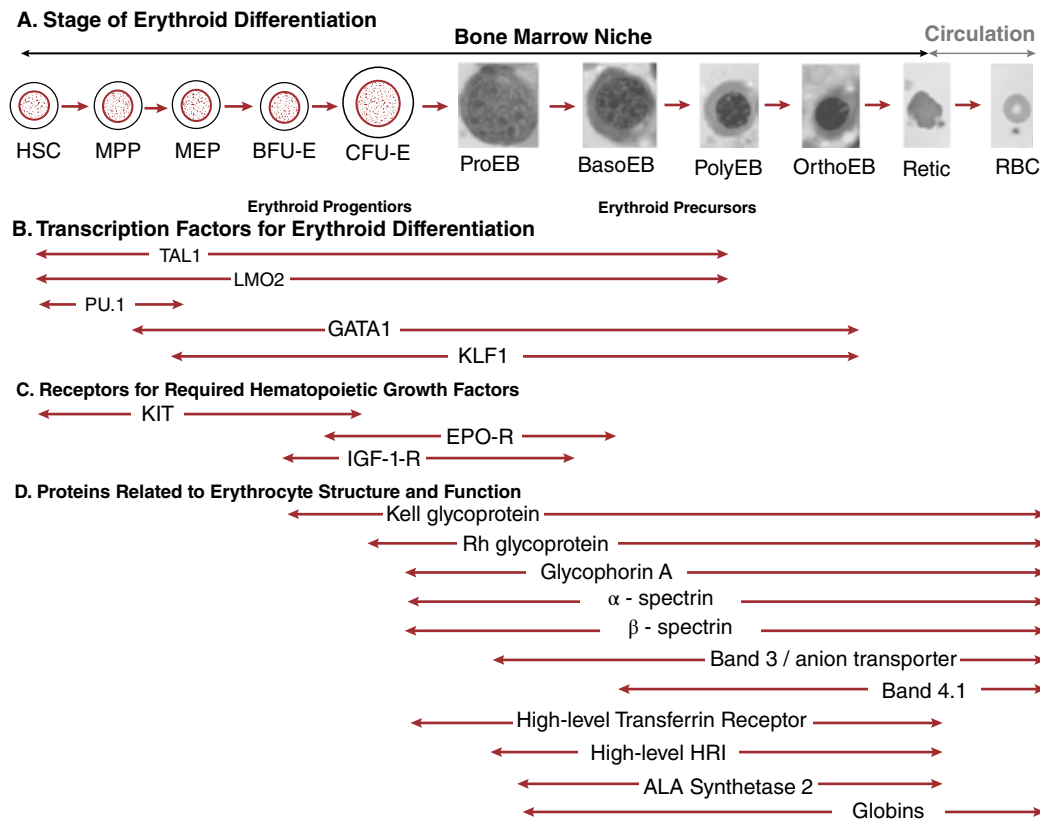 A. Stage of Erythroid Differentiation
Bone Marrow Niche
Circulation
HSC MPP MEP BFU-E CFU-E ProEB BasoEB PolyEB OrthoEB Retic RBC
Erythroid Progentiors Erythroid Precursors
B. Transcription Factors for Erythroid Differentiation
TAL1
LMO2
PU.1
GATA1
KLF1
C. Receptors for Required Hematopoietic Growth Factors
KIT
EPO-R
IGF-1-R
D. Proteins Related to Erythrocyte Structure and Function
Kell glycoprotein
Rh glycoprotein
Glycophorin A
α - spectrin
β - spectrin
Band 3 / anion transporter
Band 4.1
High-level Transferrin Receptor
High-level HRI
ALA Synthetase 2
Globins